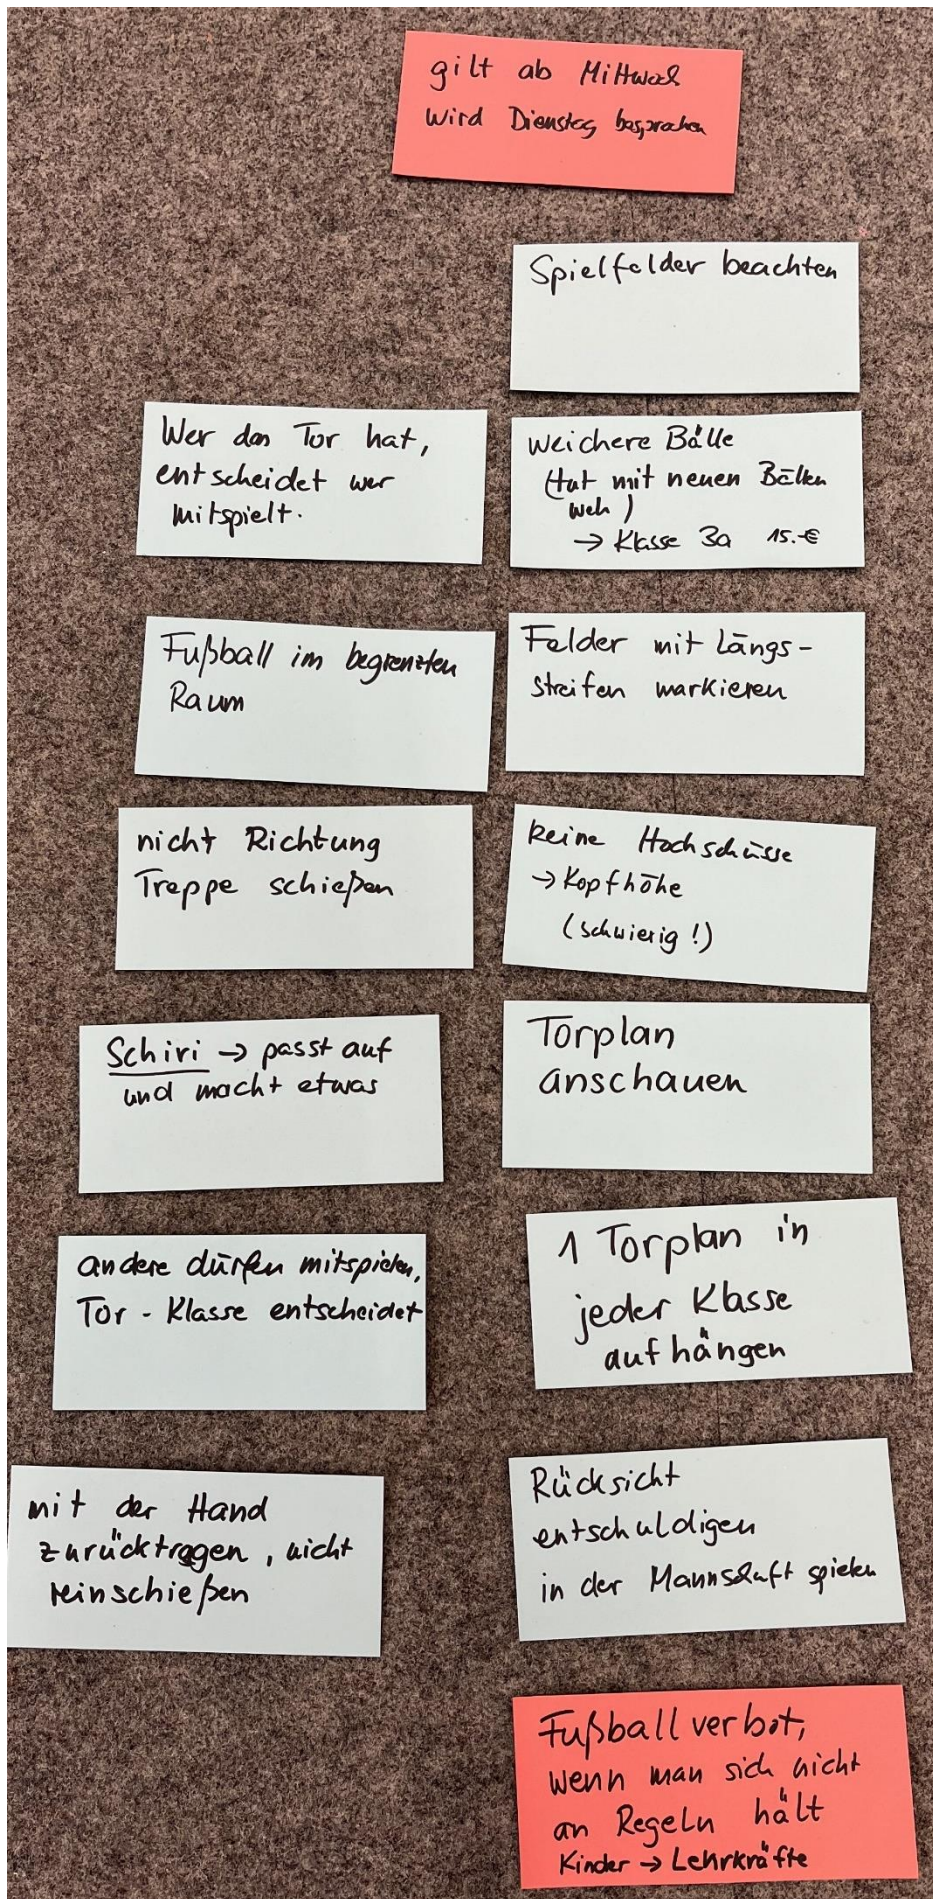 gilt ab Mittwoch
wird Dienstag besprochen
Spielfelder beachten
Wer das Tor hat,
entscheidet wer
mitspielt.
weichere Bälle
(tut mit neuen Bällen
weh)
→ Klasse 3a 15.-€
Fußball im begrenzten
Raum
Felder mit Längs-
streifen markieren
nicht Richtung
Treppe schießen
keine Hochschüsse
→ Kopfhöhe
(schwierig!)
Schiri → passt auf
und macht etwas
Torplan
anschauen
andere dürfen mitspielen,
Tor - Klasse entscheidet
1 Torplan in
jeder Klasse
aufhängen
mit der Hand
zurücktragen, nicht
reinschießen
Rücksicht
entschuldigen
in der Mannschaft spielen
Fußballverbot,
wenn man sich nicht
an Regeln hält
Kinder → Lehrkräfte